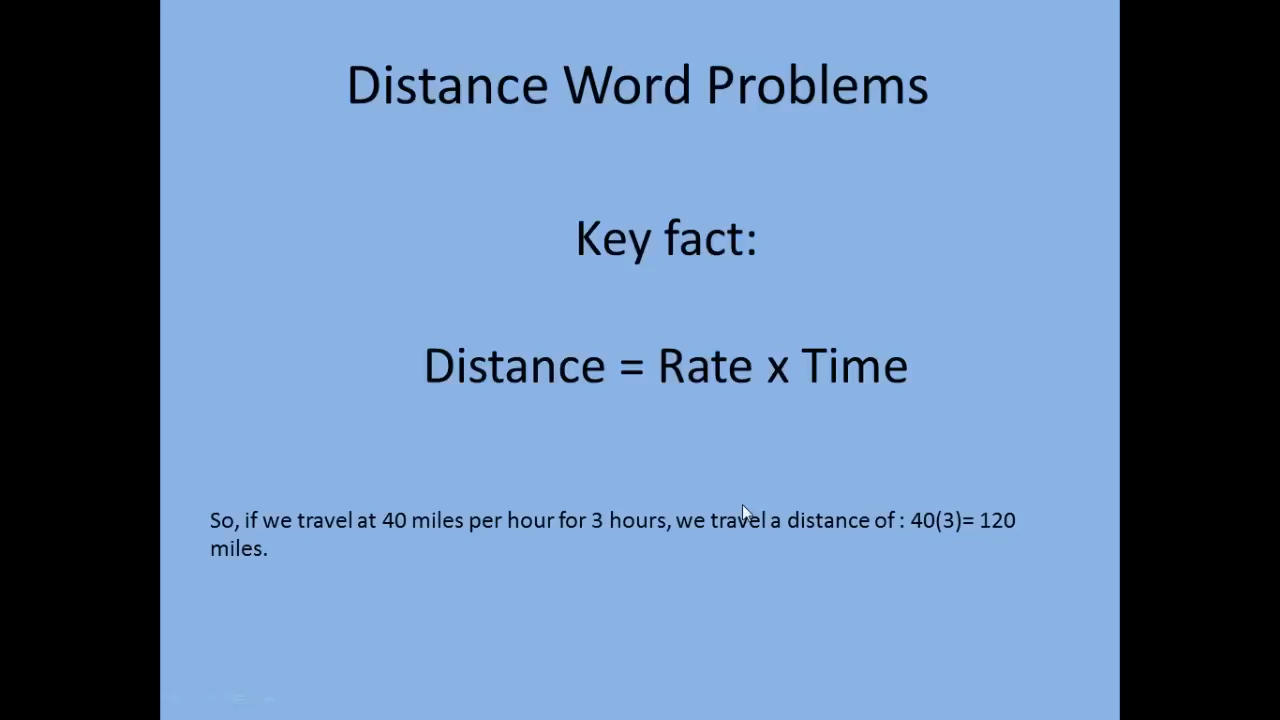 Distance Word Problems
Key fact:
Distance = Rate x Time
So, if we travel at 40 miles per hour for 3 hours, we travel a distance of : 40(3)= 120
miles.